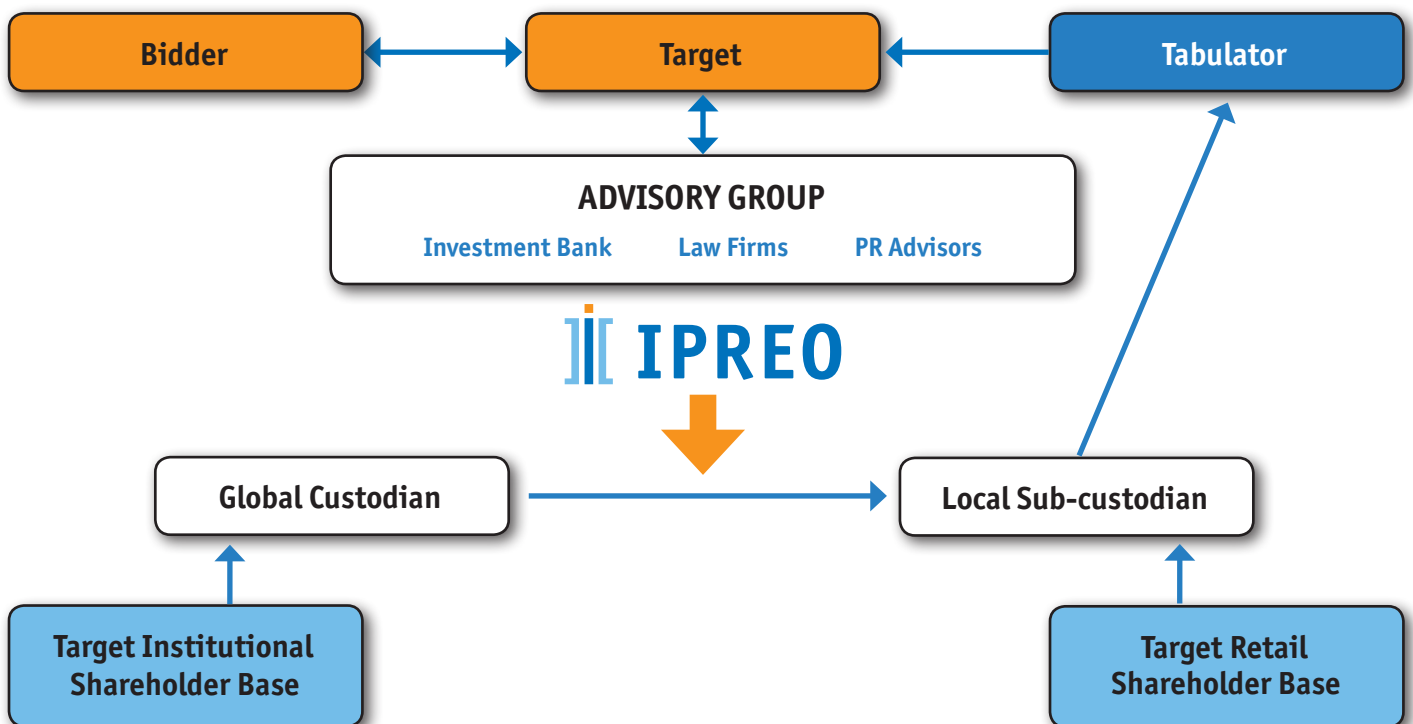 Bidder
Target
Tabulator
ADVISORY GROUP
Investment Bank
Law Firms
PR Advisors
IPREO
Global Custodian
Local Sub-custodian
Target Institutional
Shareholder Base
Target Retail
Shareholder Base